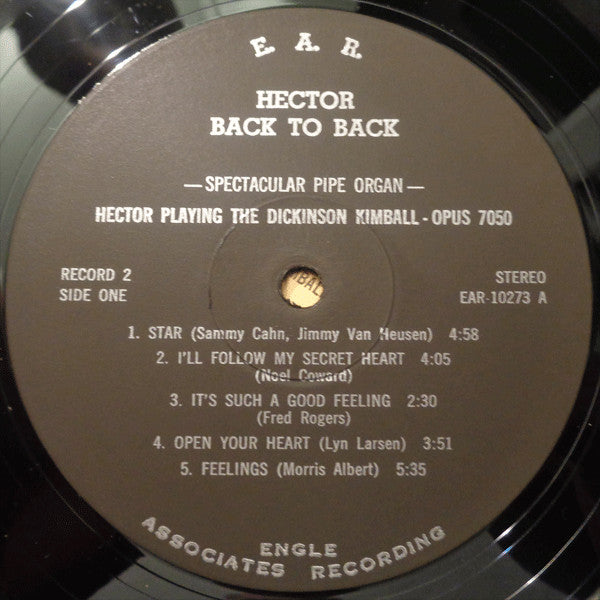 E. A. R.
HECTOR
BACK TO BACK
—SPECTACULAR PIPE ORGAN—
HECTOR PLAYING THE DICKINSON KIMBALL - OPUS 7050
RECORD 2
SIDE ONE
STEREO
EAR-10273 A
1. STAR (Sammy Cahn, Jimmy Van Heusen) 4:58
2. I'LL FOLLOW MY SECRET HEART 4:05
(Noel Coward)
3. IT'S SUCH A GOOD FEELING 2:30
(Fred Rogers)
4. OPEN YOUR HEART (Lyn Larsen) 3:51
5. FEELINGS (Morris Albert) 5:35
ENGLE
ASSOCIATES RECORDING